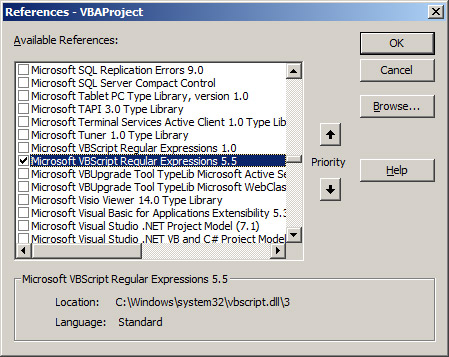 References - VBAProject
Available References:
Microsoft SQL Replication Errors 9.0
Microsoft SQL Server Compact Control
Microsoft Tablet PC Type Library, version 1.0
Microsoft TAPI 3.0 Type Library
Microsoft Terminal Services Active Client 1.0 Type Lib
Microsoft Tuner 1.0 Type Library
Microsoft VBScript Regular Expressions 1.0
Microsoft VBScript Regular Expressions 5.5
Microsoft VBUpgrade Tool TypeLib Microsoft Active Se
Microsoft VBUpgrade Tool TypeLib Microsoft WebClas
Microsoft Visio Viewer 14.0 Type Library
Microsoft Visual Basic for Applications Extensibility 5.3
Microsoft Visual Studio .NET Project Model (7.1)
Microsoft Visual Studio .NET VB and C# Project Model
OK
Cancel
Browse...
Priority
Help
Microsoft VBScript Regular Expressions 5.5
Location: C:\Windows\system32\vbscript.dll\3
Language: Standard